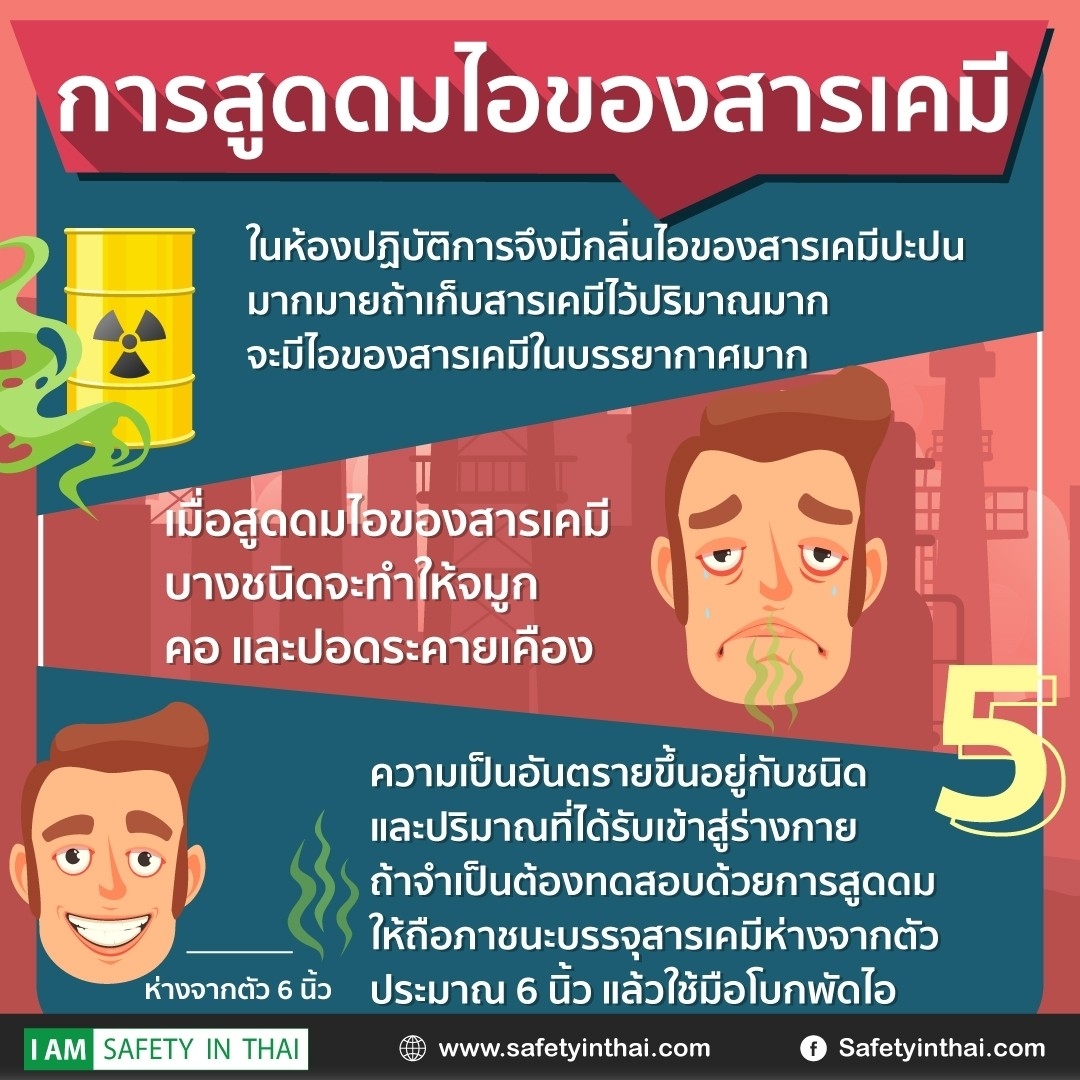 การสูดดมไอของสารเคมี
ในห้องปฏิบัติการจึงมีกลิ่นไอของสารเคมีปะปน
มากมายถ้าเก็บสารเคมีไว้ปริมาณมาก
จะมีไอของสารเคมีในบรรยากาศมาก
เมื่อสูดดมไอของสารเคมี
บางชนิดจะทำให้จมูก
คอ และปอดระคายเคือง
5
ความเป็นอันตรายขึ้นอยู่กับชนิด
และปริมาณที่ได้รับเข้าสู่ร่างกาย
ถ้าจำเป็นต้องทดสอบด้วยการสูดดม
ให้ถือภาชนะบรรจุสารเคมีห่างจากตัว
ประมาณ 6 นิ้ว แล้วใช้มือโบกพัดไอ
ห่างจากตัว 6 นิ้ว
I AM SAFETY IN THAI
www.safetyinthai.com
Safetyinthai.com